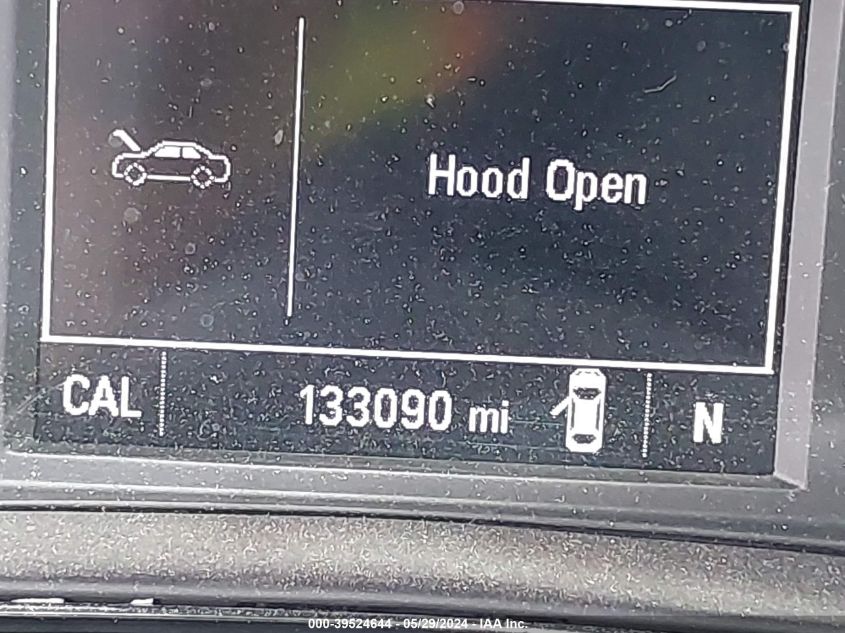 Hood Open
CAL 133090 mi N
000-39524644 - 05/29/2024 - IAA Inc.